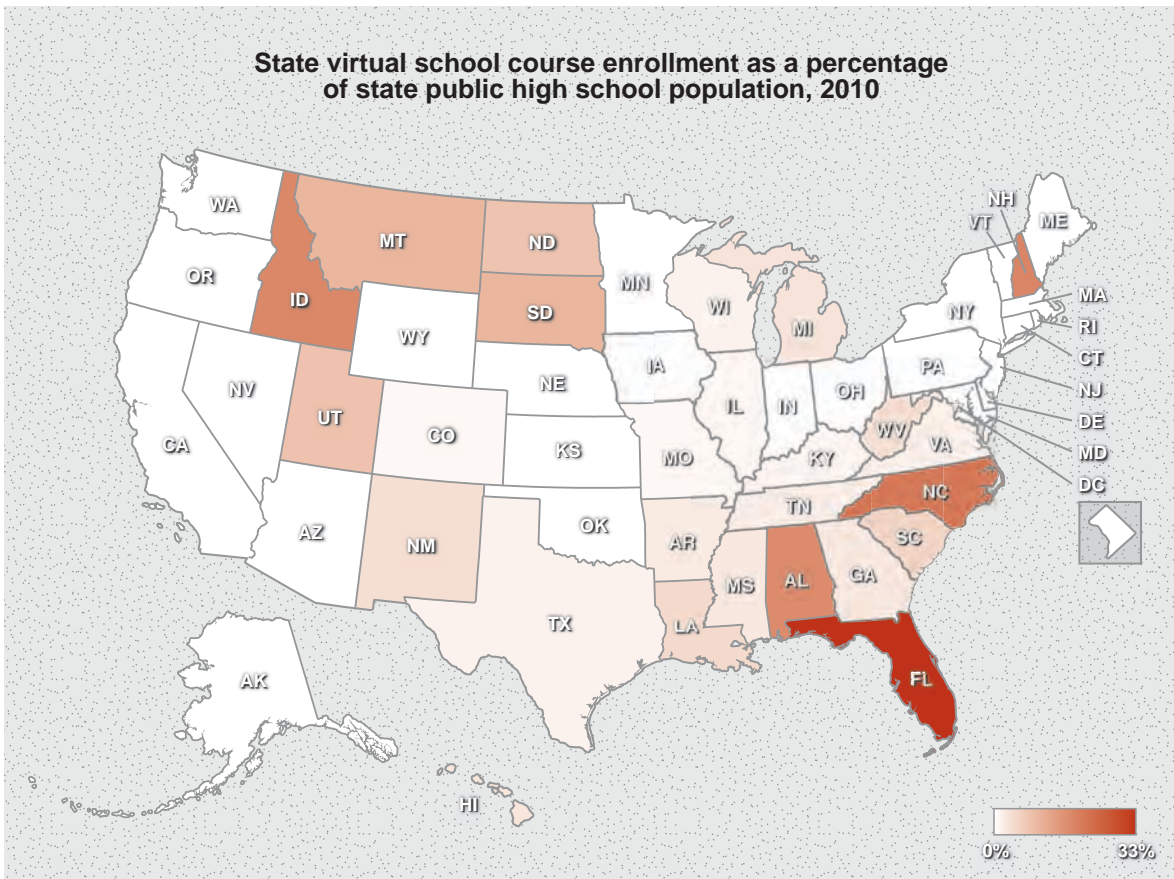 State virtual school course enrollment as a percentage
of state public high school population, 2010
WA
OR
CA
NV
ID
MT
WY
UT
AZ
CO
NM
ND
SD
NE
KS
OK
TX
MN
IA
MO
AR
LA
WI
IL
MI
IN
OH
KY
TN
MS
AL
GA
FL
SC
NC
VA
WV
PA
NY
VT
NH
ME
MA
RI
CT
NJ
DE
MD
DC
AK
HI
0% 33%